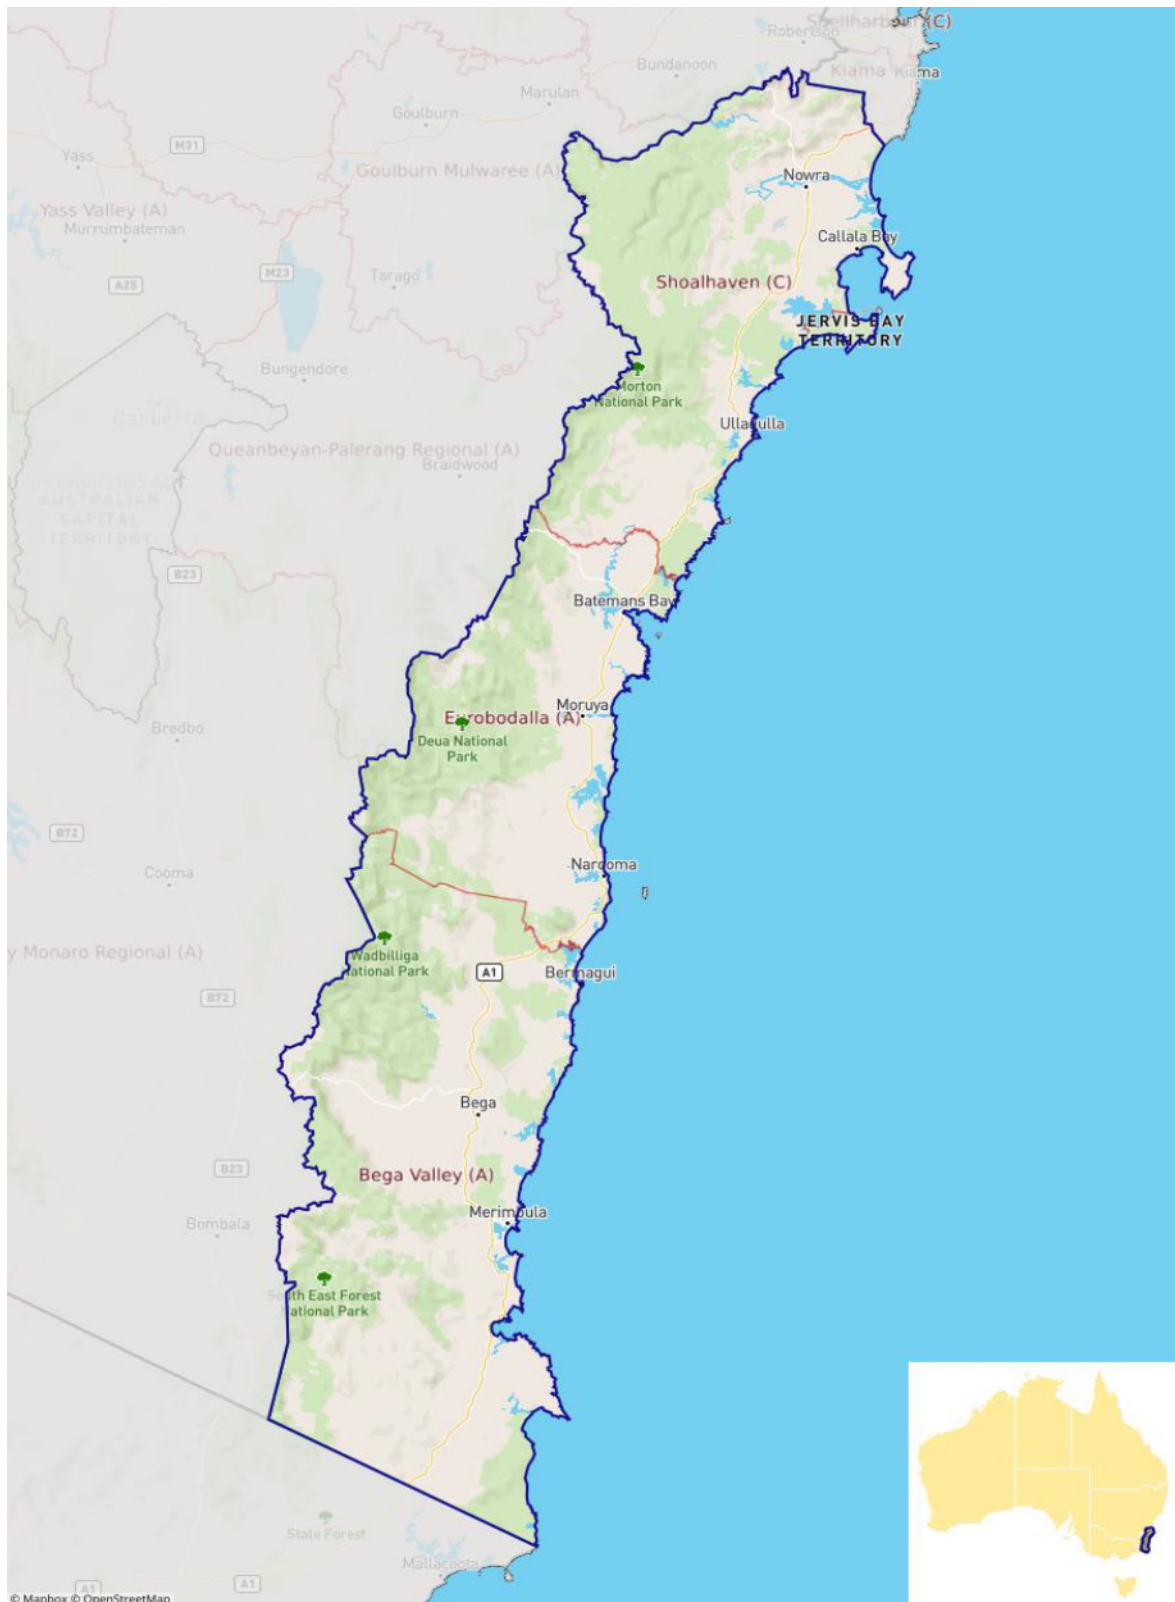 Shellharbour (C)
Robertson
Bundanoon
Kiama
Kiama
Marulan
Goulburn
M31
Yass
Goulburn Mulwaree (A)
Nowra
Yass Valley (A)
Murrumbateman
Callala Bay
M23
Tarago
A25
Shoalhaven (C)
JERVIS BAY
TERRITORY
Bungendore
Morton
National Park
Canberra
Ulladulla
Queanbeyan-Palerang Regional (A)
Braidwood
AUSTRALIAN
CAPITAL
TERRITORY
B23
Batemans Bay
Moruya
Eurobodalla (A)
Bredbo
Deua National
Park
B72
Narooma
Cooma
y Monaro Regional (A)
Wadbilliga
National Park
A1
Bermagui
B72
Bega
B23
Bega Valley (A)
Merimbula
Bombala
South East Forest
National Park
State Forest
Mallacoota
A1
A1
© Mapbox © OpenStreetMap